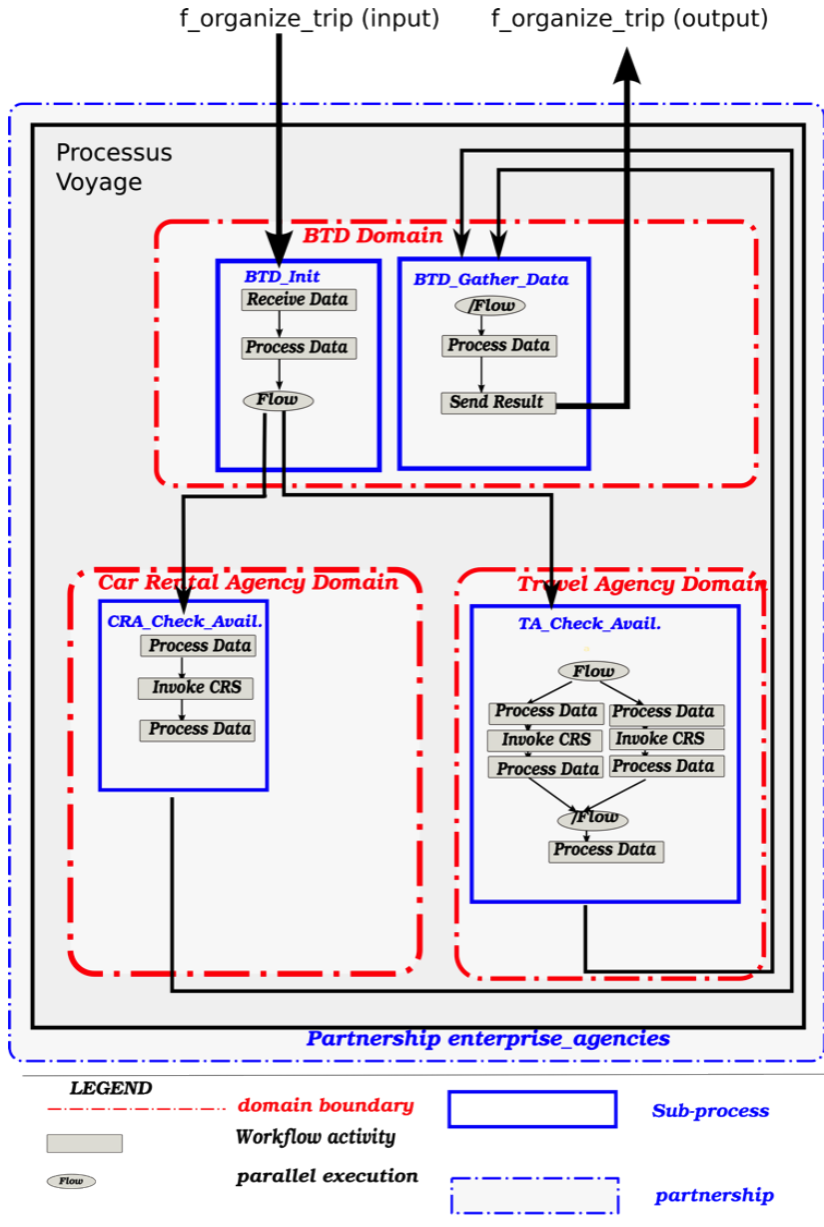 f_organize_trip (input)
f_organize_trip (output)
Processus
Voyage
BTD Domain
BTD_Init
Receive Data
Process Data
Flow
BTD_Gather_Data
/Flow
Process Data
Send Result
Car Rental Agency Domain
CRA_Check_Avail.
Process Data
Invoke CRS
Process Data
Travel Agency Domain
TA_Check_Avail.
Flow
Process Data
Process Data
Invoke CRS
Invoke CRS
Process Data
Process Data
/Flow
Process Data
Partnership enterprise_agencies
LEGEND
domain boundary
Workflow activity
Flow
parallel execution
Sub-process
partnership